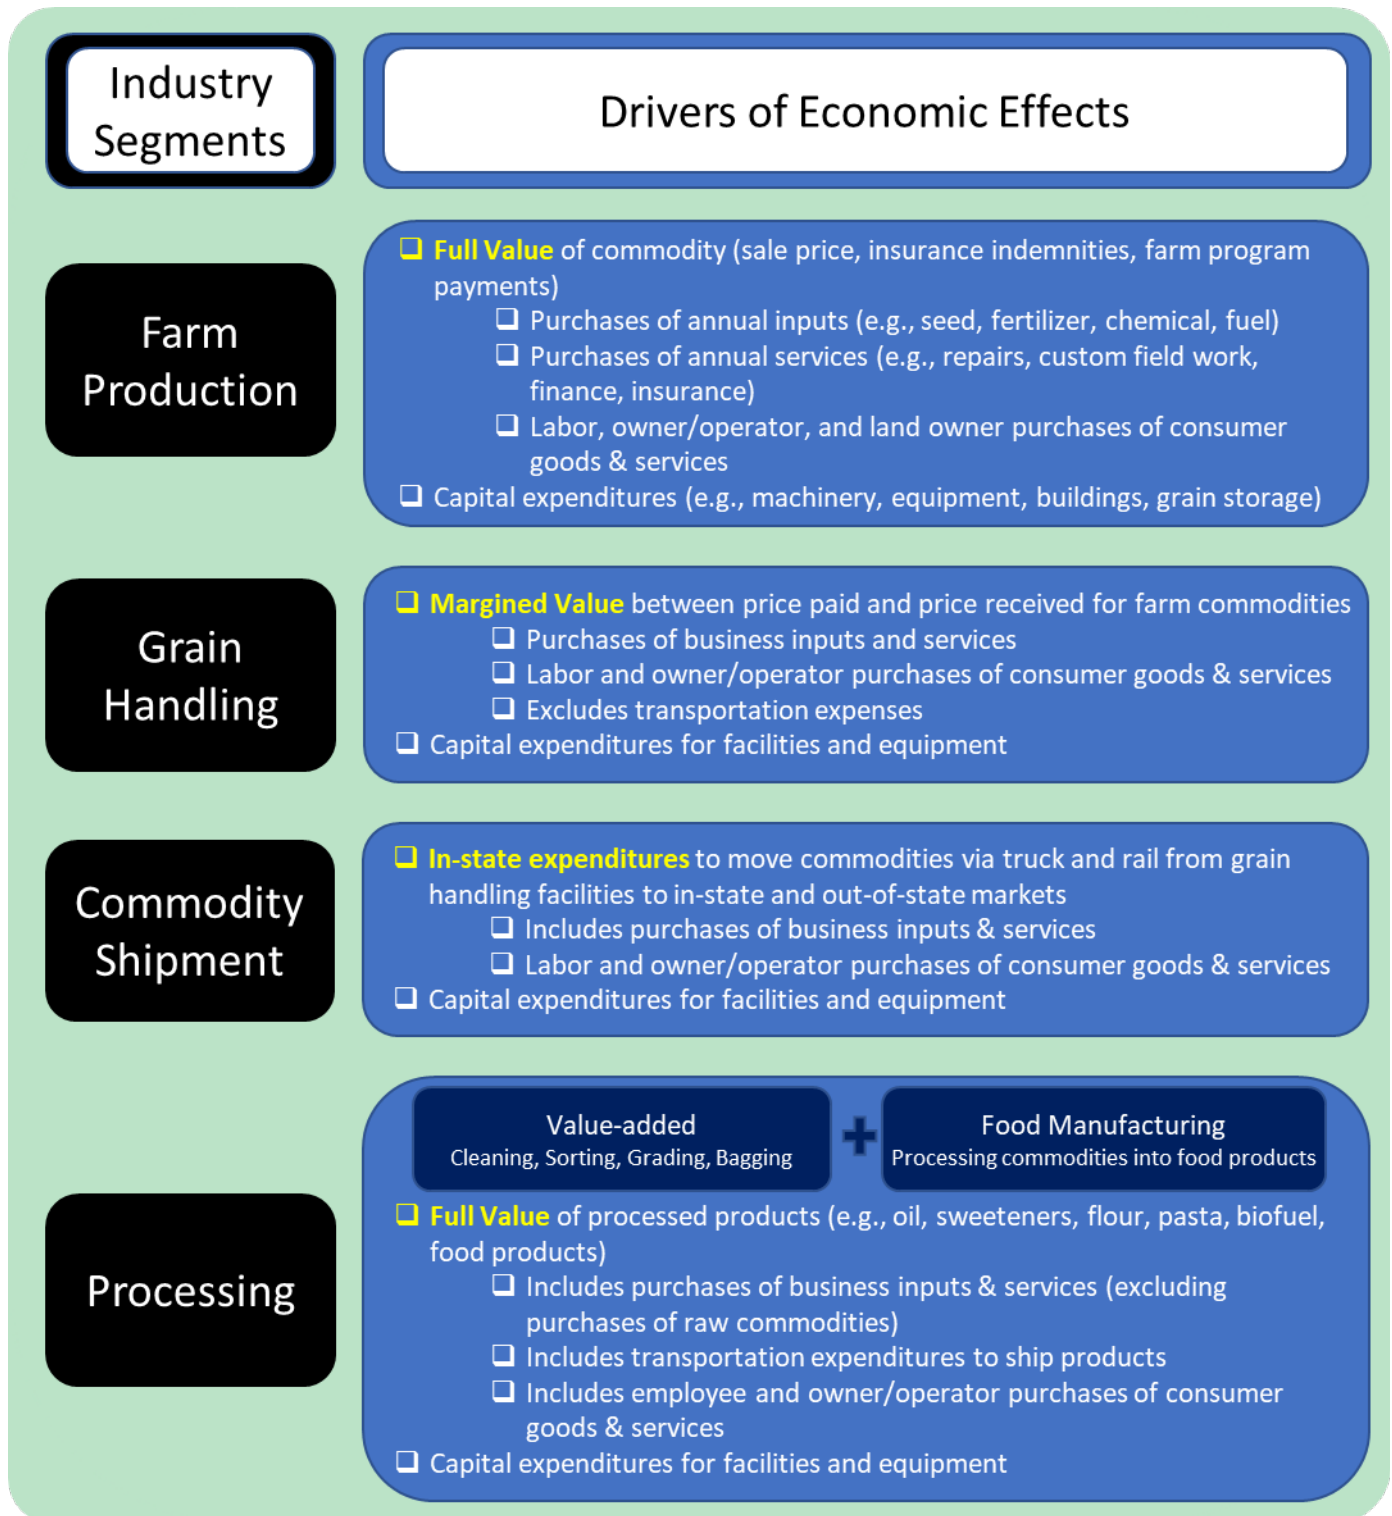 Industry
Segments
Drivers of Economic Effects
Farm
Production
❑ Full Value of commodity (sale price, insurance indemnities, farm program
payments)
❑ Purchases of annual inputs (e.g., seed, fertilizer, chemical, fuel)
❑ Purchases of annual services (e.g., repairs, custom field work,
finance, insurance)
❑ Labor, owner/operator, and land owner purchases of consumer
goods & services
❑ Capital expenditures (e.g., machinery, equipment, buildings, grain storage)
Grain
Handling
❑ Margined Value between price paid and price received for farm commodities
❑ Purchases of business inputs and services
❑ Labor and owner/operator purchases of consumer goods & services
❑ Excludes transportation expenses
❑ Capital expenditures for facilities and equipment
Commodity
Shipment
❑ In-state expenditures to move commodities via truck and rail from grain
handling facilities to in-state and out-of-state markets
❑ Includes purchases of business inputs & services
❑ Labor and owner/operator purchases of consumer goods & services
❑ Capital expenditures for facilities and equipment
Processing
Value-added
Cleaning, Sorting, Grading, Bagging
+
Food Manufacturing
Processing commodities into food products
❑ Full Value of processed products (e.g., oil, sweeteners, flour, pasta, biofuel,
food products)
❑ Includes purchases of business inputs & services (excluding
purchases of raw commodities)
❑ Includes transportation expenditures to ship products
❑ Includes employee and owner/operator purchases of consumer
goods & services
❑ Capital expenditures for facilities and equipment